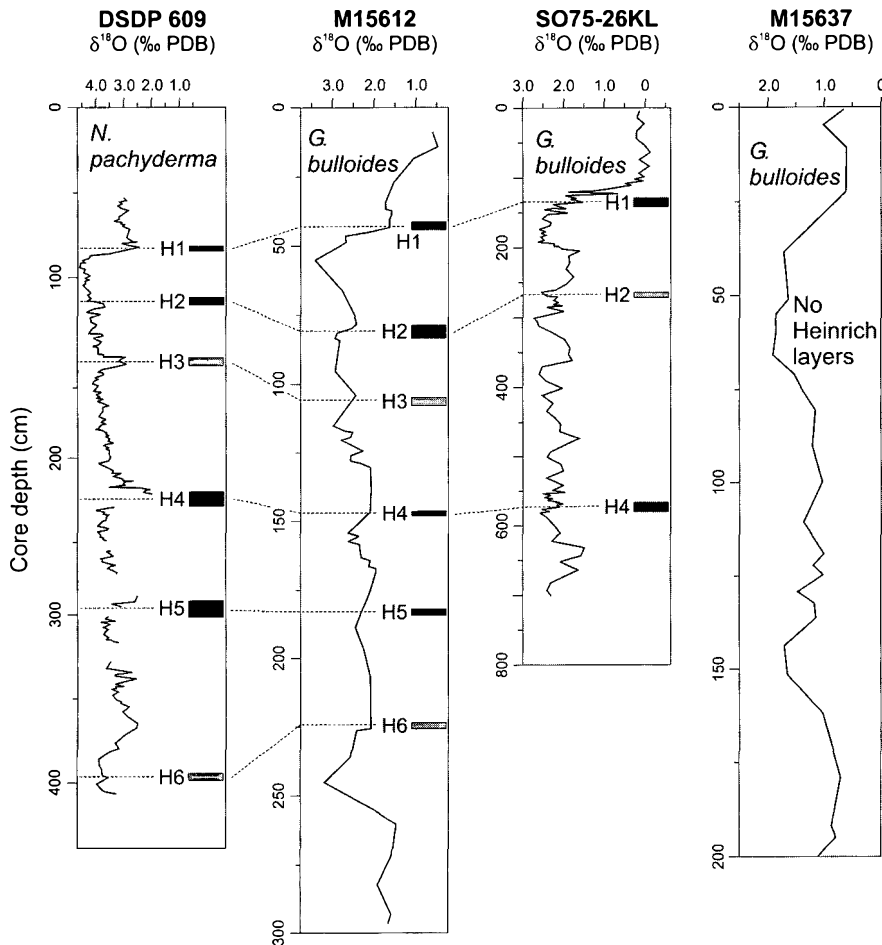 DSDP 609
δ18O (‰ PDB)
4.0 3.0 2.0 1.0
N. pachyderma
0
100
200
300
400
Core depth (cm)
H1
H2
H3
H4
H5
H6
M15612
δ18O (‰ PDB)
3.0 2.0 1.0
G. bulloides
0
50
100
150
200
250
300
H1
H2
H3
H4
H5
H6
SO75-26KL
δ18O (‰ PDB)
3.0 2.0 1.0 0
G. bulloides
0
200
400
600
800
H1
H2
H4
M15637
δ18O (‰ PDB)
2.0 1.0 0
G. bulloides
0
50
100
150
200
No
Heinrich
layers